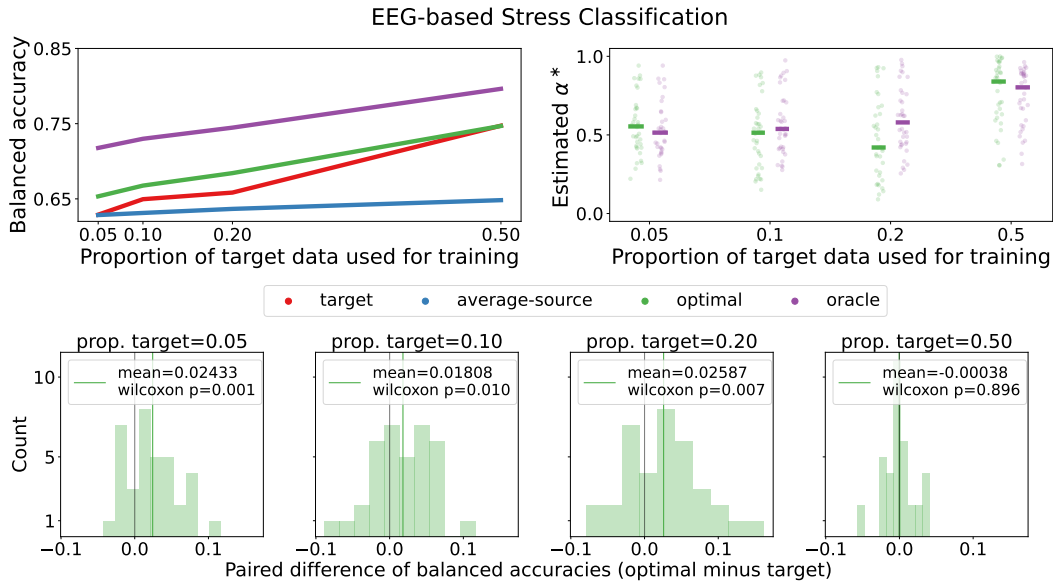 EEG-based Stress Classification
Balanced accuracy
0.85
0.75
0.65
0.05 0.10 0.20 0.50
Proportion of target data used for training
Estimated α*
1.0
0.5
0.0
0.05 0.1 0.2 0.5
Proportion of target data used for training
target average-source optimal oracle
prop. target=0.05
mean=0.02433
wilcoxon p=0.001
Count
10
5
1
−0.1 0.0 0.1
prop. target=0.10
mean=0.01808
wilcoxon p=0.010
−0.1 0.0 0.1
prop. target=0.20
mean=0.02587
wilcoxon p=0.007
−0.1 0.0 0.1
prop. target=0.50
mean=-0.00038
wilcoxon p=0.896
−0.1 0.0 0.1
Paired difference of balanced accuracies (optimal minus target)